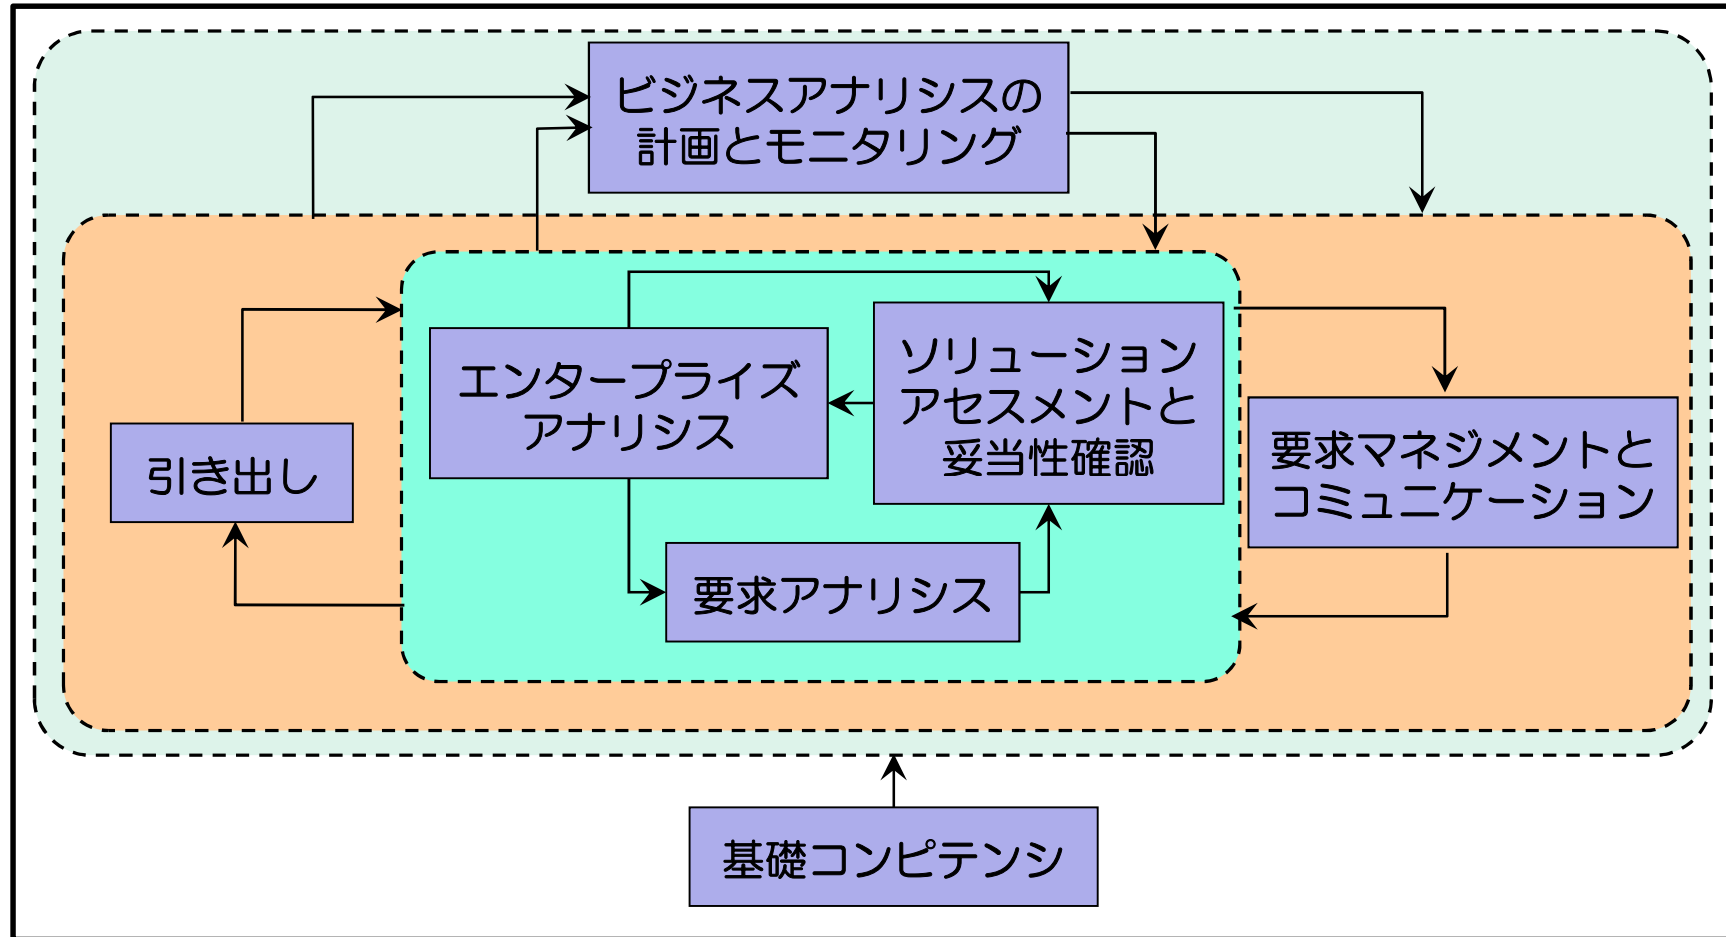 ビジネスアナリシスの
計画とモニタリング
エンタープライズ
アナリシス
ソリューション
アセスメントと
妥当性確認
引き出し
要求マネジメントと
コミュニケーション
要求アナリシス
基礎コンピテンシ